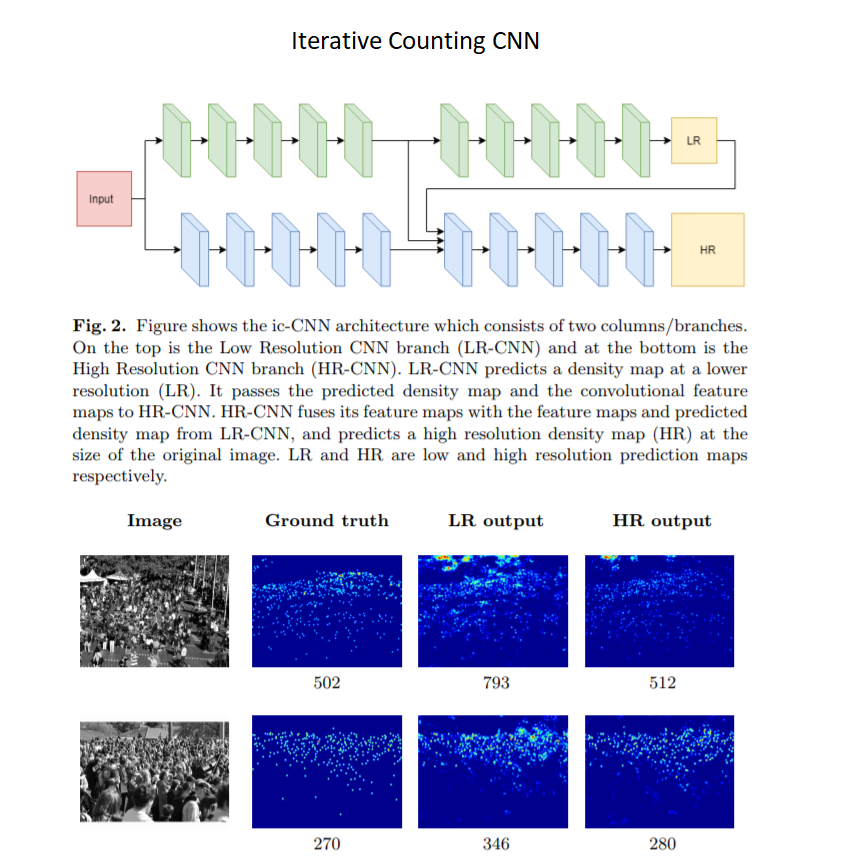 Iterative Counting CNN
LR
Input
HR
Fig. 2. Figure shows the ic-CNN architecture which consists of two columns/branches.
On the top is the Low Resolution CNN branch (LR-CNN) and at the bottom is the
High Resolution CNN branch (HR-CNN). LR-CNN predicts a density map at a lower
resolution (LR). It passes the predicted density map and the convolutional feature
maps to HR-CNN. HR-CNN fuses its feature maps with the feature maps and predicted
density map from LR-CNN, and predicts a high resolution density map (HR) at the
size of the original image. LR and HR are low and high resolution prediction maps
respectively.
Image Ground truth LR output HR output
502 793 512
270 346 280